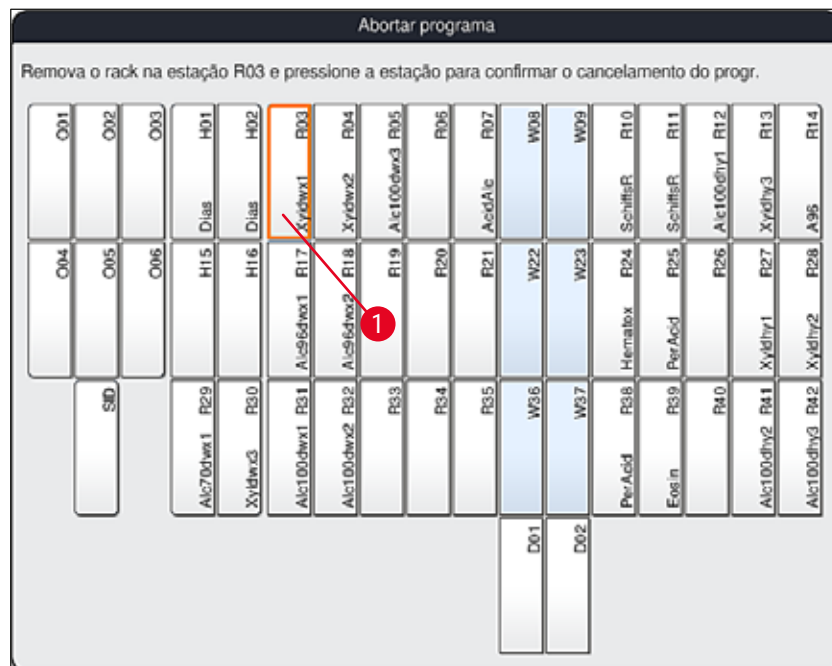 Abortar programa
Remova o rack na estação R03 e pressione a estação para confirmar o cancelamento do progr.
O01
O02
O03
H01 Dias
H02 Dias
R03 Xyldwx1
R04 Xyldwx2
R05 Alc100dwx3
R06
R07 AcidAlc
W08
W09
R10 SchiffsR
R11 SchiffsR
R12 Alc100dhy1
R13 Xyldhy3
R14 A96
O04
O05
O06
H15
H16
R17 Alc96dwx1
R18 Alc96dwx2
R19
R20
R21
W22
W23
R24 Hematox
R25 PerAcid
R26
R27 Xyldhy1
R28 Xyldhy2
1
SID
R29 Alc70dwx1
R30 Xyldwx3
R31 Alc100dwx1
R32 Alc100dwx2
R33
R34
R35
W36
W37
R38 PerAcid
R39 Eosin
R40
R41 Alc100dhy2
R42 Alc100dhy3
D01
D02